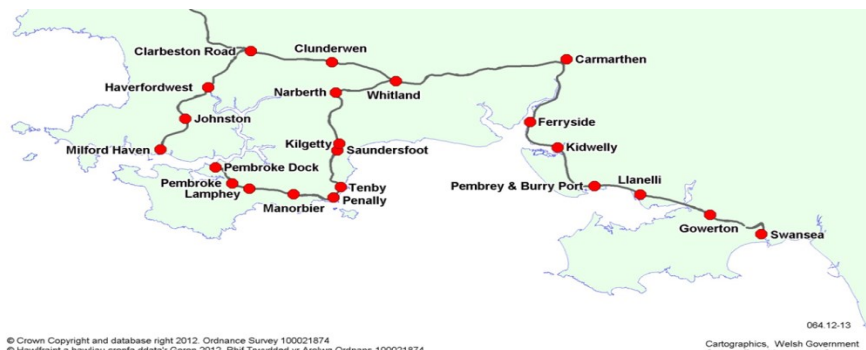 Clarbeston Road
Clunderwen
Carmarthen
Haverfordwest
Narberth
Whitland
Johnston
Ferryside
Milford Haven
Kilgetty
Saundersfoot
Kidwelly
Pembroke Dock
Pembroke
Lamphey
Tenby
Pembrey & Burry Port
Llanelli
Manorbier
Penally
Gowerton
Swansea
064.12-13
© Crown Copyright and database right 2012. Ordnance Survey 100021874
Cartographics, Welsh Government